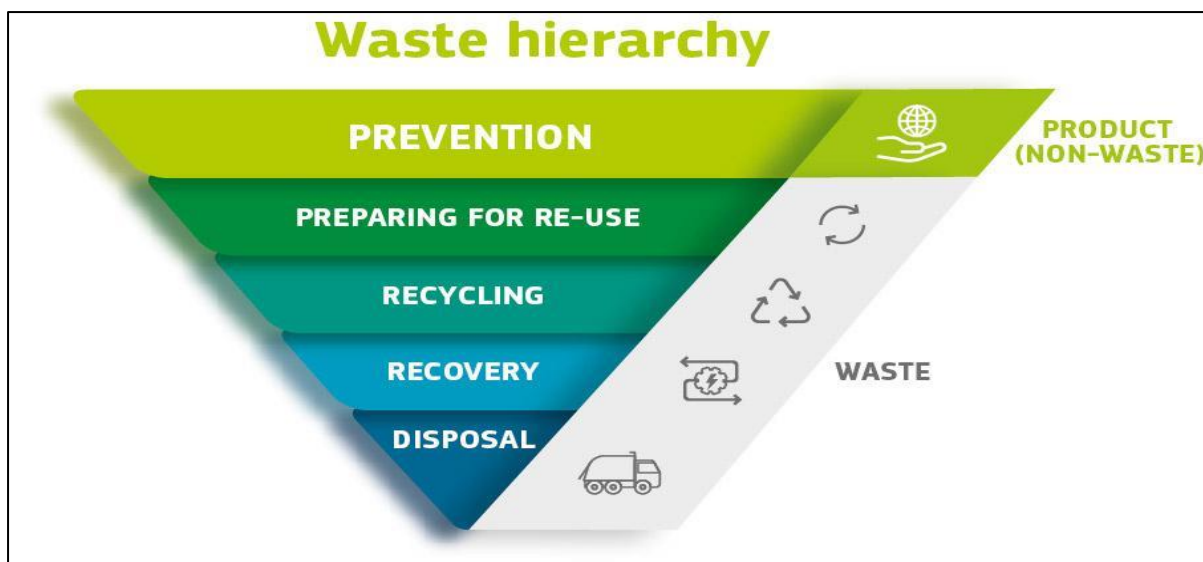 Waste hierarchy
PREVENTION
PRODUCT
(NON-WASTE)
PREPARING FOR RE-USE
RECYCLING
RECOVERY
WASTE
DISPOSAL